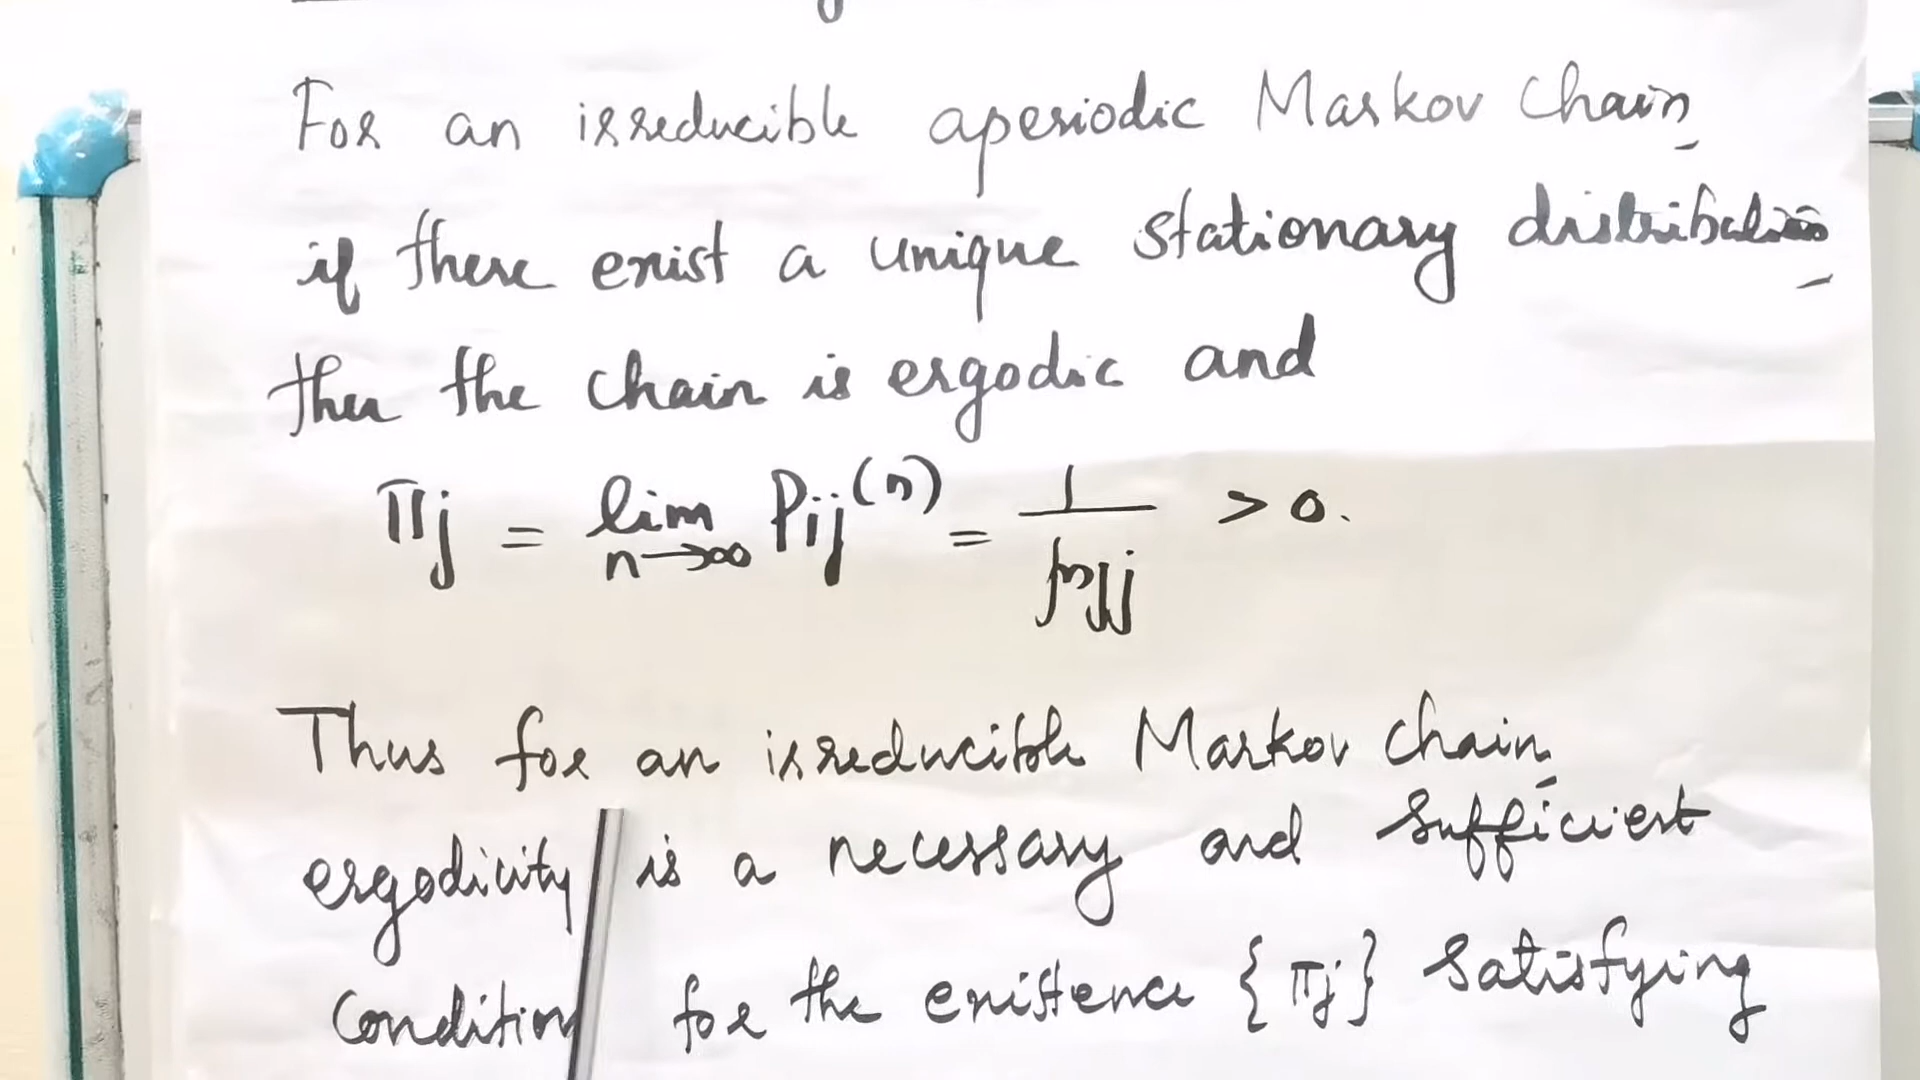 For an irreducible aperiodic Markov Chain,
if there exist a unique stationary distribution,
then the chain is ergodic and
πj = lim n→∞ Pij^(n) = 1/μjj > 0.
Thus for an irreducible Markov Chain,
ergodicity is a necessary and sufficient
condition for the existence {πj} satisfying